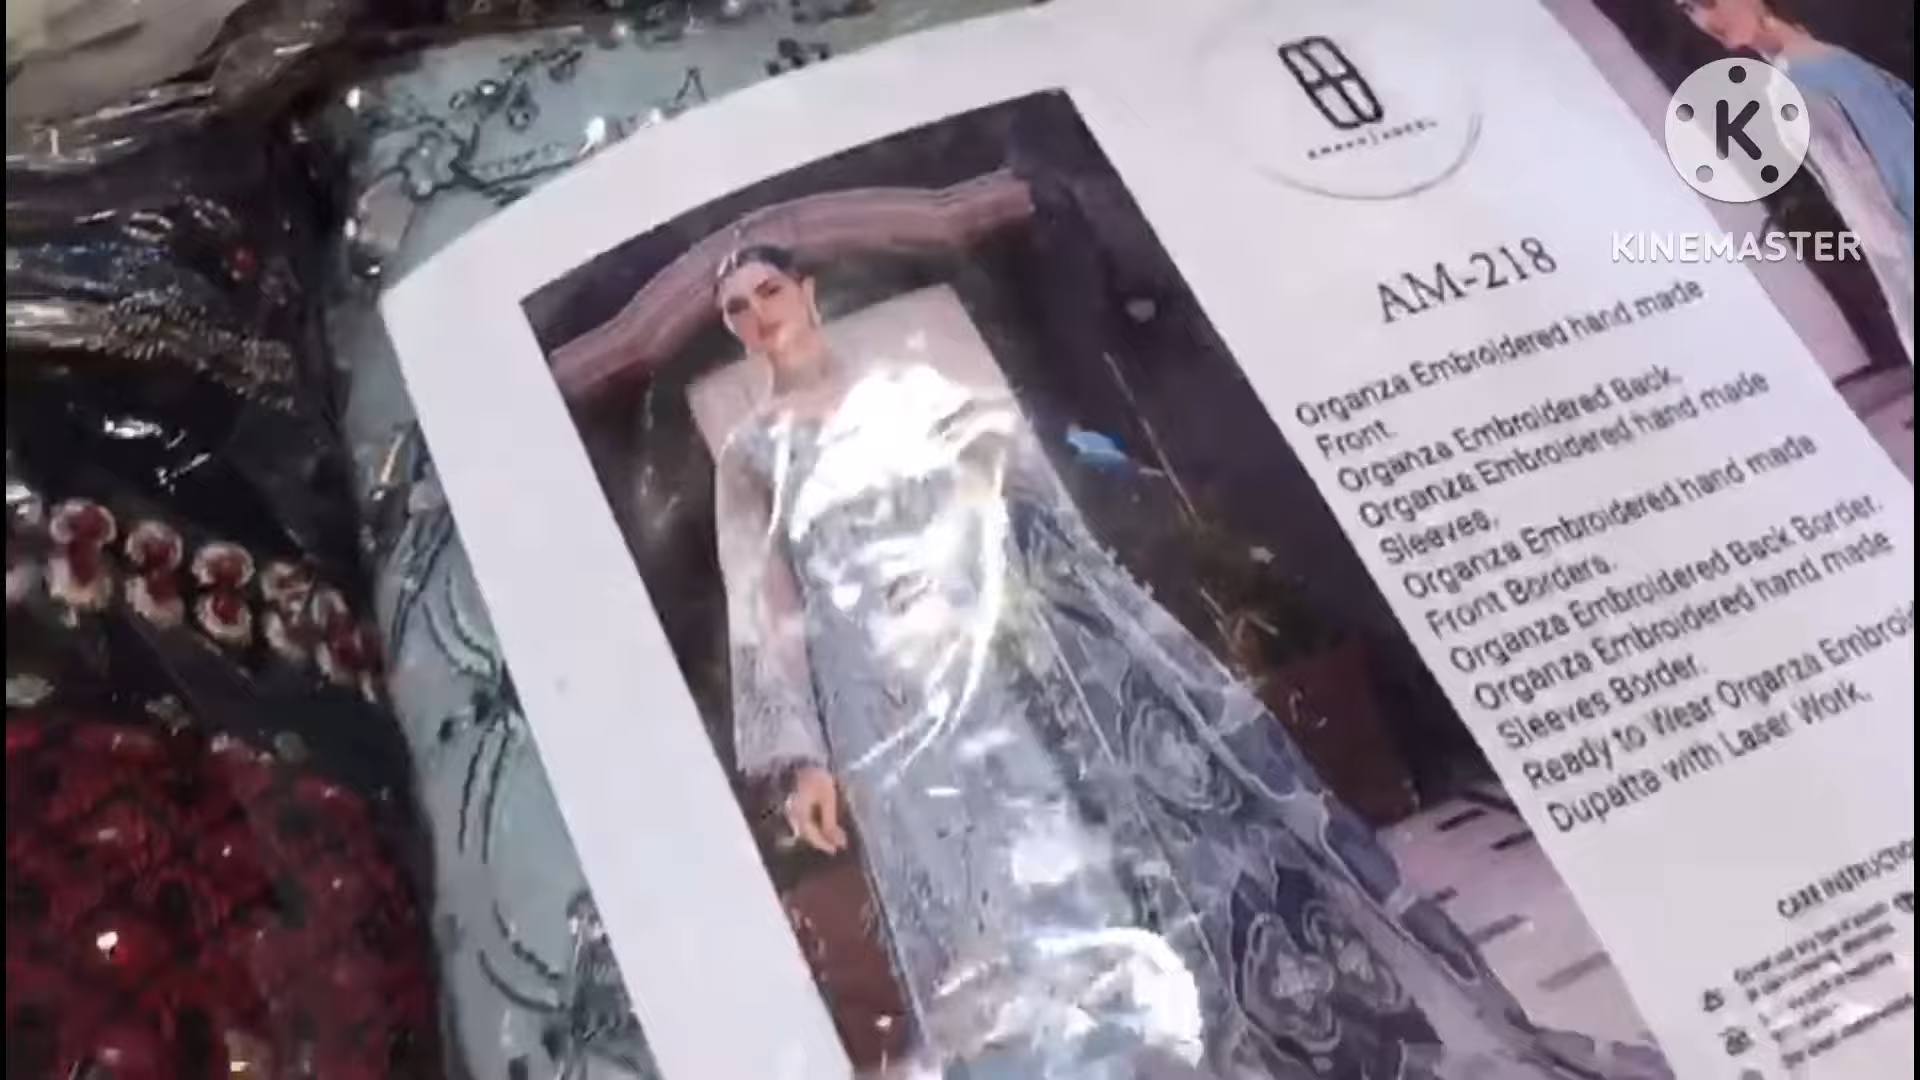 K
KINEMASTER
AM-218
Organza Embroidered hand made
Front.
Organza Embroidered Back.
Organza Embroidered hand made
Sleeves.
Organza Embroidered hand made
Front Borders.
Organza Embroidered Back Border.
Organza Embroidered hand made
Sleeves Border.
Ready to Wear Organza Embroid
Dupatta with Laser Work.
CARE INSTRUCTIO